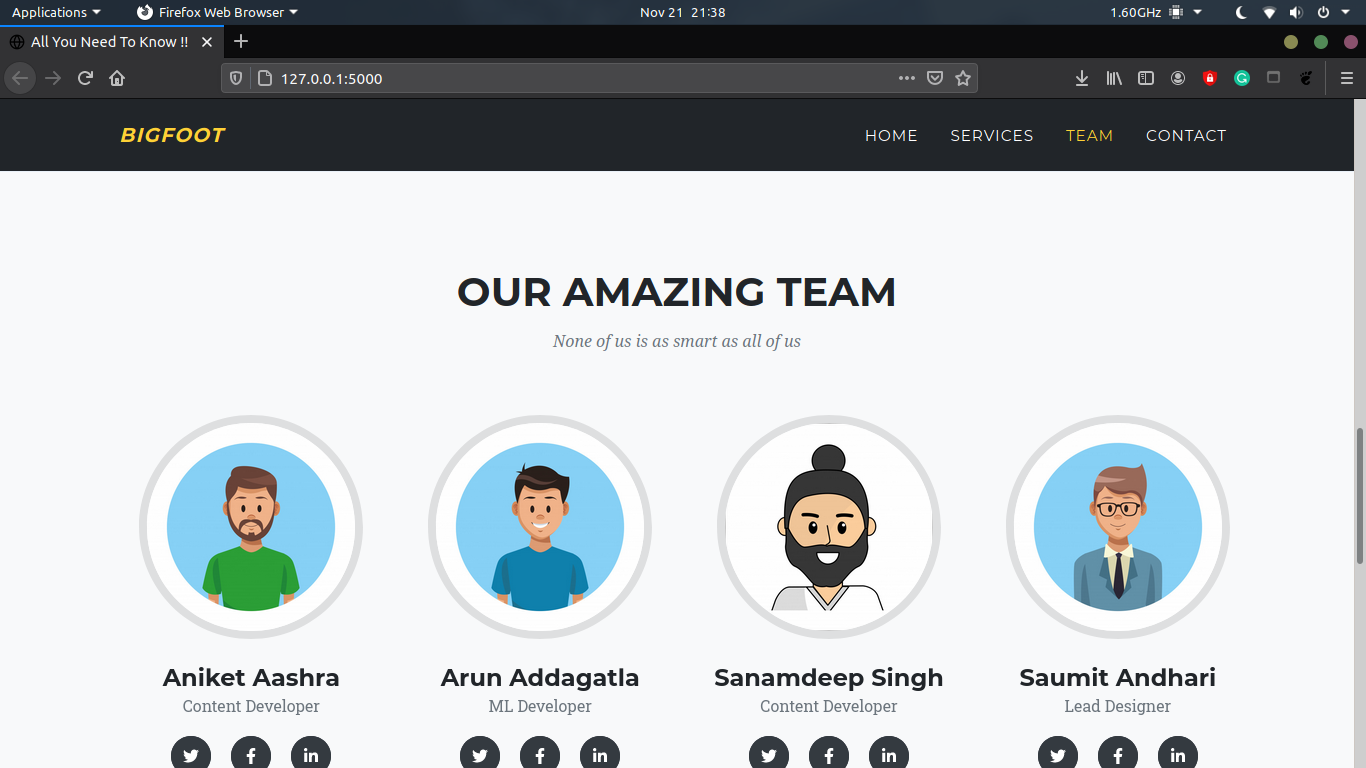 Applications Firefox Web Browser Nov 21 21:38 1.60GHz
All You Need To Know !!
127.0.0.1:5000
BIGFOOT HOME SERVICES TEAM CONTACT
OUR AMAZING TEAM
None of us is as smart as all of us
Aniket Aashra
Content Developer
Arun Addagatla
ML Developer
Sanamdeep Singh
Content Developer
Saumit Andhari
Lead Designer